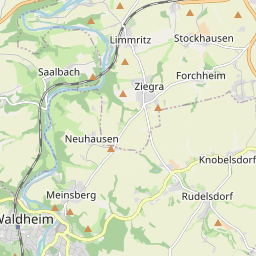 Limmritz
Stockhausen
Saalbach
Forchheim
Ziegra
Neuhausen
Knobelsdorf
Meinsberg
Rudelsdorf
Waldheim